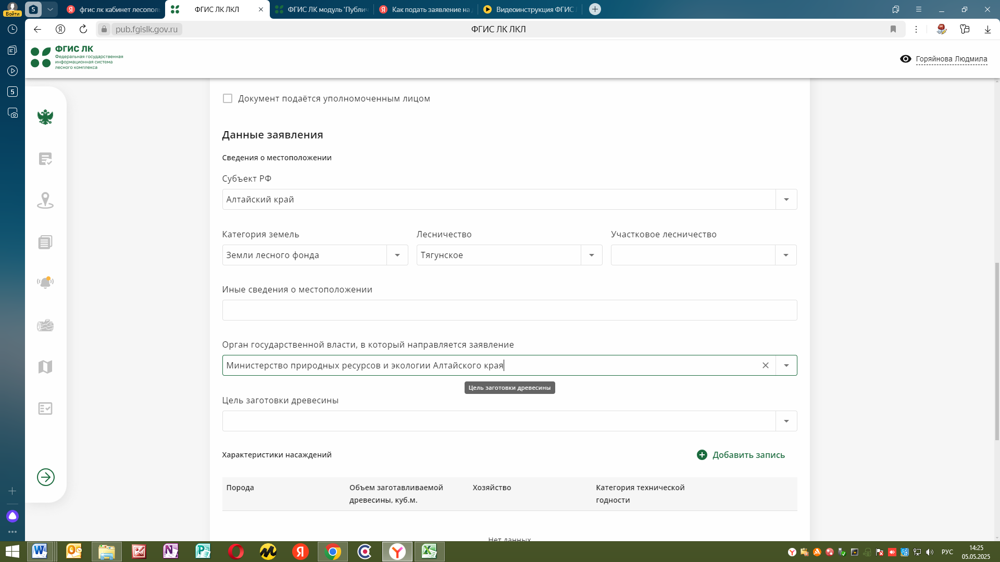 Войти
5
фгис лк кабинет лесополь
ФГИС ЛК ЛКЛ
ФГИС ЛК модуль 'Публич
Как подать заявление на
Видеоинструкция ФГИС
pub.fgislk.gov.ru
ФГИС ЛК ЛКЛ
ФГИС ЛК
Федеральная государственная
информационная система
лесного комплекса
Горяйнова Людмила
5
Документ подаётся уполномоченным лицом
Данные заявления
Сведения о местоположении
Субъект РФ
Алтайский край
Категория земель
Лесничество
Участковое лесничество
Земли лесного фонда
Тягунское
Иные сведения о местоположении
Орган государственной власти, в который направляется заявление
Министерство природных ресурсов и экологии Алтайского края
Цель заготовки древесины
Цель заготовки древесины
Характеристики насаждений
Добавить запись
Порода
Объем заготавливаемой
древесины, куб.м.
Хозяйство
Категория технической
годности
Нет данных
РУС
14:25
05.05.2025